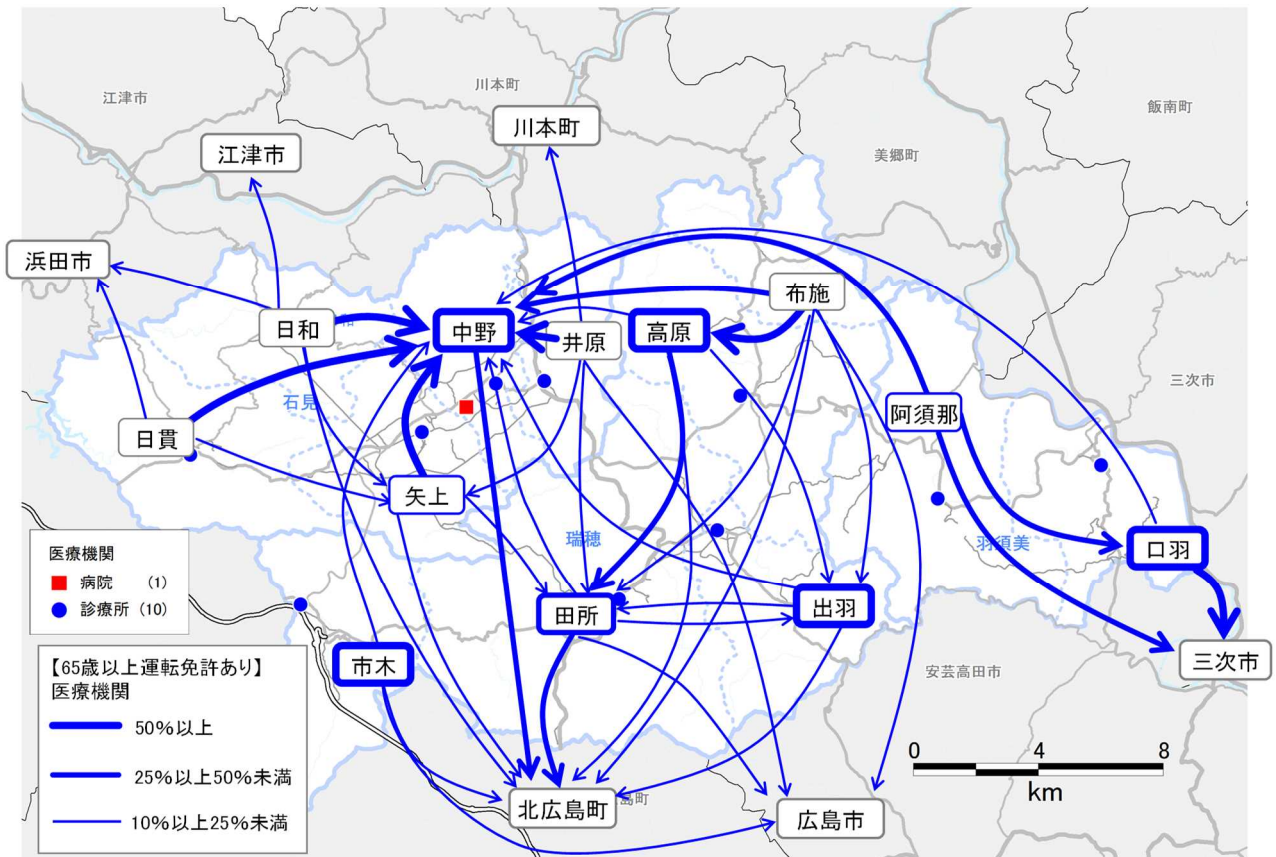 江津市
川本町
飯南町
川本町
江津市
美郷町
浜田市
布施
日和
和
中野
井原
高原
三次市
石見
阿須那
日貫
矢上
医療機関
病院 (1)
診療所 (10)
瑞穂
羽須美
口羽
田所
出羽
市木
三次市
安芸高田市
【65歳以上運転免許あり】
医療機関
50%以上
25%以上50%未満
10%以上25%未満
0 4 8
km
北広島町
島町
広島市